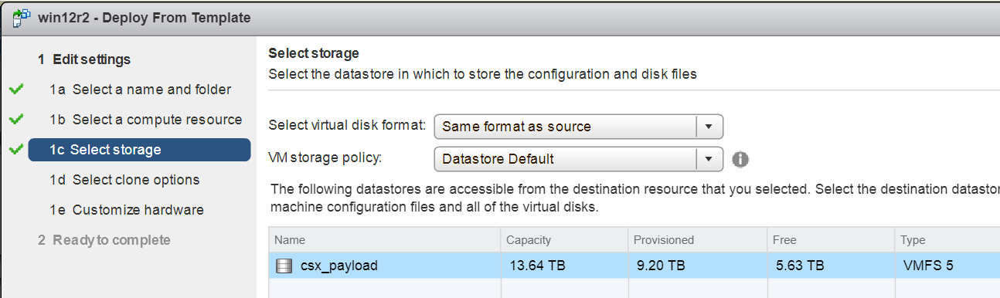 win12r2 - Deploy From Template
1 Edit settings
1a Select a name and folder
1b Select a compute resource
1c Select storage
1d Select clone options
1e Customize hardware
2 Ready to complete
Select storage
Select the datastore in which to store the configuration and disk files
Select virtual disk format: Same format as source
VM storage policy: Datastore Default
The following datastores are accessible from the destination resource that you selected. Select the destination
machine configuration files and all of the virtual disks.
Name Capacity Provisioned Free Type
csx_payload 13.64 TB 9.20 TB 5.63 TB VMFS 5